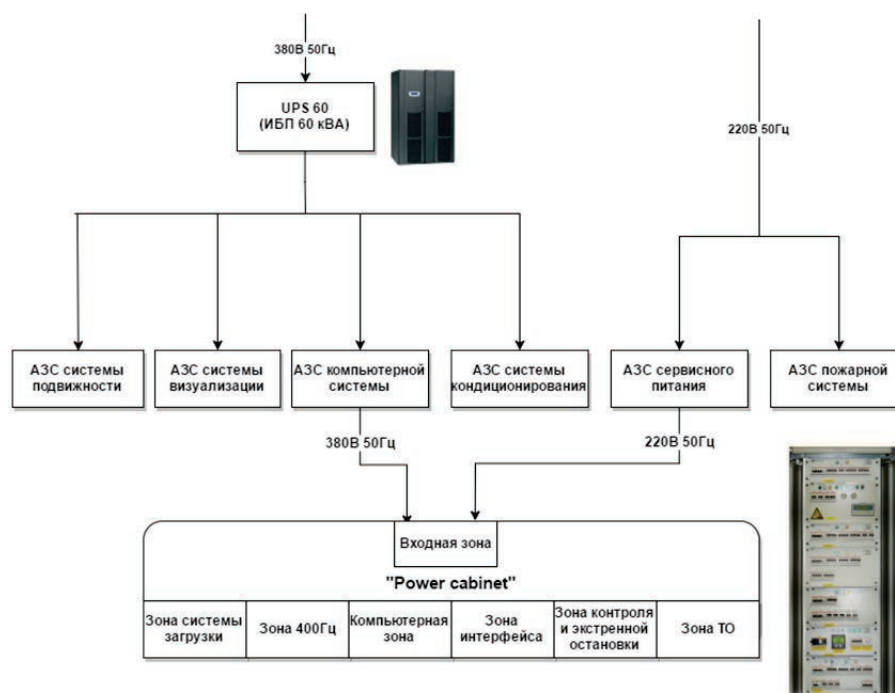 380В 50Гц
UPS 60
(ИБП 60 кВА)
220В 50Гц
АЗС системы
подвижности
АЗС системы
визуализации
АЗС компьютерной
системы
АЗС системы
кондиционирования
АЗС сервисного
питания
АЗС пожарной
системы
380В 50Гц
220В 50Гц
Входная зона
"Power cabinet"
Зона системы
загрузки
Зона 400Гц
Компьютерная
зона
Зона
интерфейса
Зона контроля
и экстренной
остановки
Зона ТО